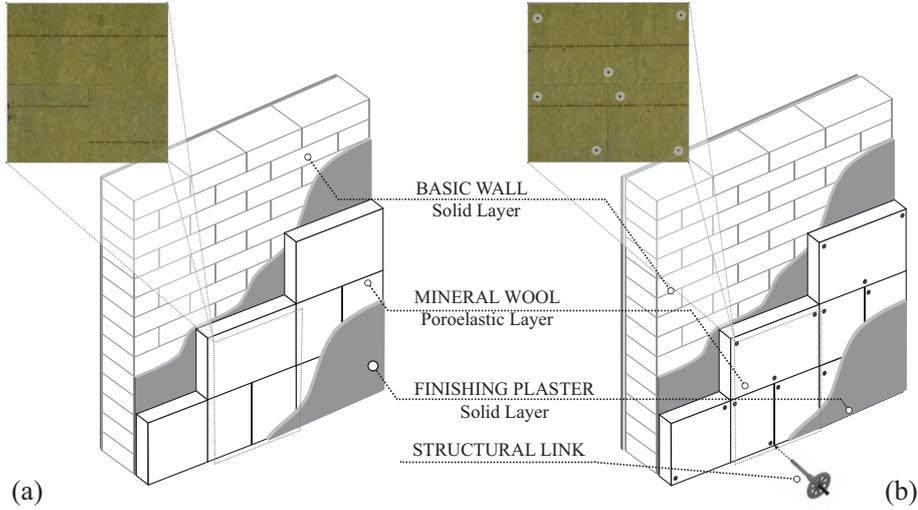 BASIC WALL
Solid Layer
MINERAL WOOL
Poroelastic Layer
FINISHING PLASTER
Solid Layer
STRUCTURAL LINK
(a)
(b)